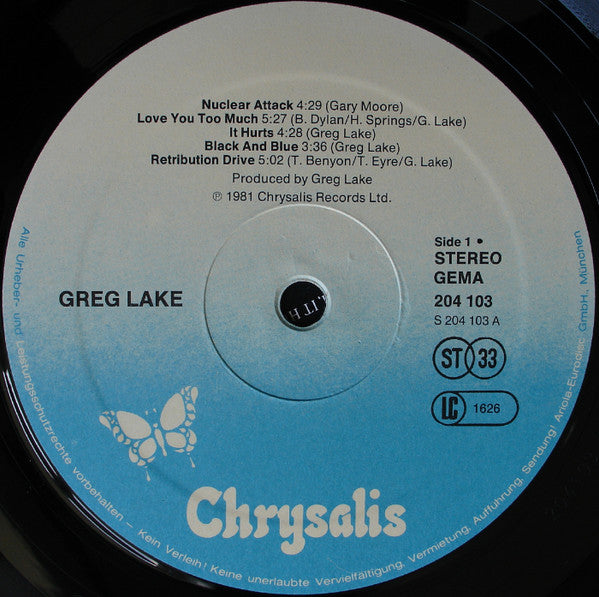 Nuclear Attack 4:29 (Gary Moore)
Love You Too Much 5:27 (B. Dylan/H. Springs/G. Lake)
It Hurts 4:28 (Greg Lake)
Black And Blue 3:36 (Greg Lake)
Retribution Drive 5:02 (T. Benyon/T. Eyre/G. Lake)
Produced by Greg Lake
℗ 1981 Chrysalis Records Ltd.
Side 1 •
STEREO
GEMA
GREG LAKE
204 103
S 204 103 A
ST 33
LC 1626
Chrysalis
Alle Urheber- und Leistungsschutzrechte vorbehalten – Kein Verleih! Keine unerlaubte Vervielfältigung, Vermietung, Aufführung, Sendung! Ariola-Eurodisc GmbH., München